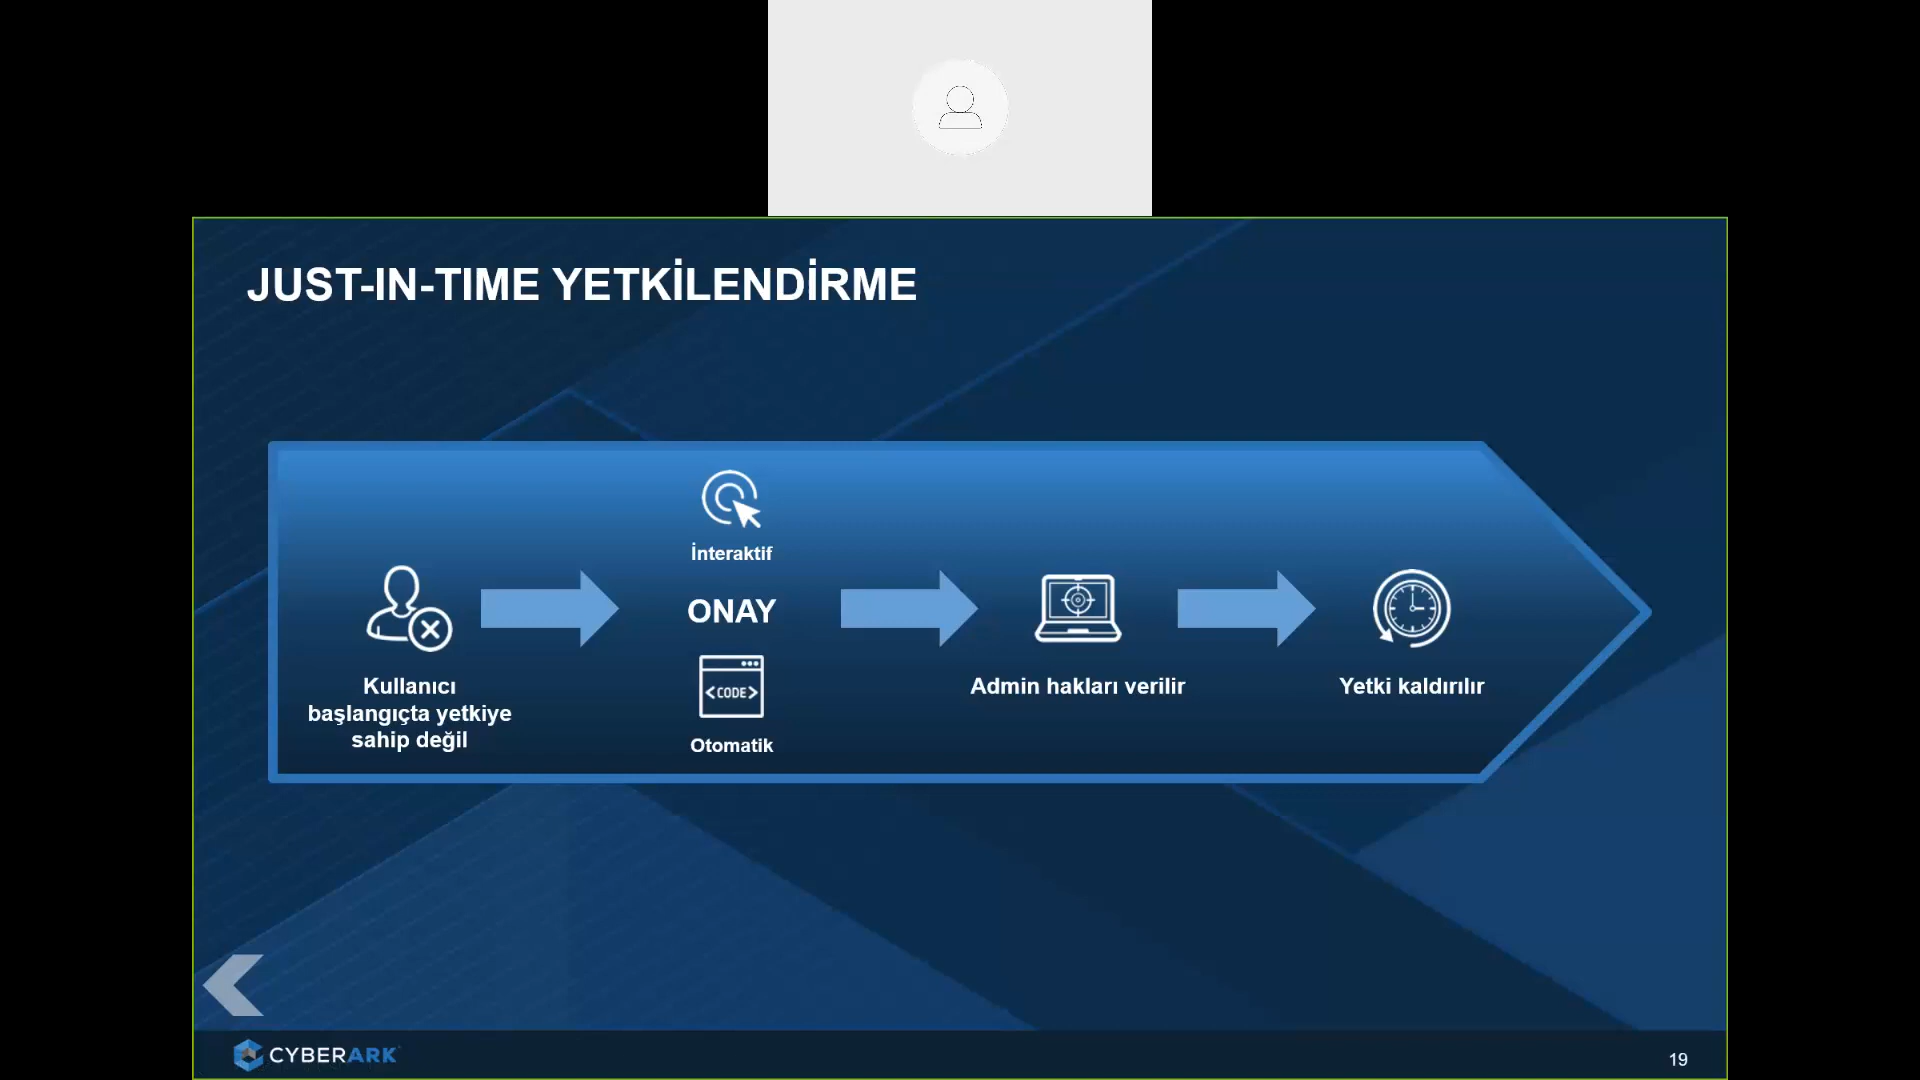 JUST-IN-TIME YETKİLENDİRME
Kullanıcı
başlangıçta yetkiye
sahip değil
İnteraktif
ONAY
<CODE>
Otomatik
Admin hakları verilir
Yetki kaldırılır
CYBERARK
19